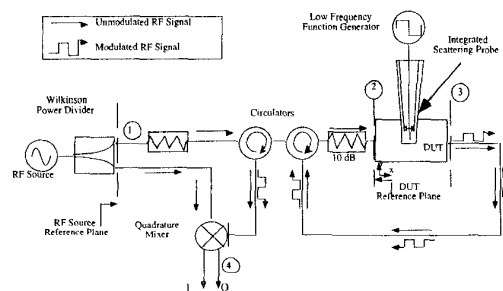 Unmodulated RF Signal
Modulated RF Signal
Low Frequency
Function Generator
Integrated
Scattering Probe
Wilkinson
Power Divider
1
Circulators
2
3
RF Source
10 dB
DUT
x
DUT
Reference Plane
RF Source
Reference Plane
Quadrature
Mixer
4
I Q